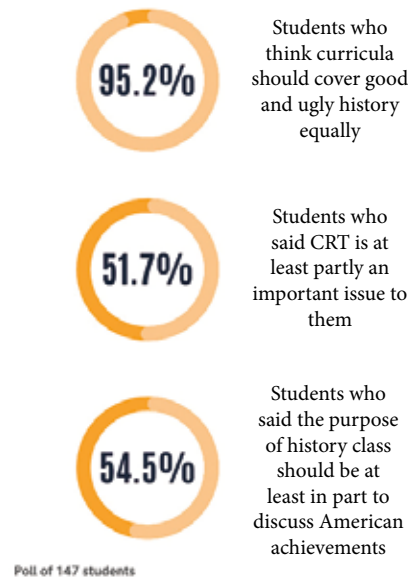 95.2%
Students who
think curricula
should cover good
and ugly history
equally
51.7%
Students who
said CRT is at
least partly an
important issue to
them
54.5%
Students who
said the purpose
of history class
should be at
least in part to
discuss American
achievements
Poll of 147 students